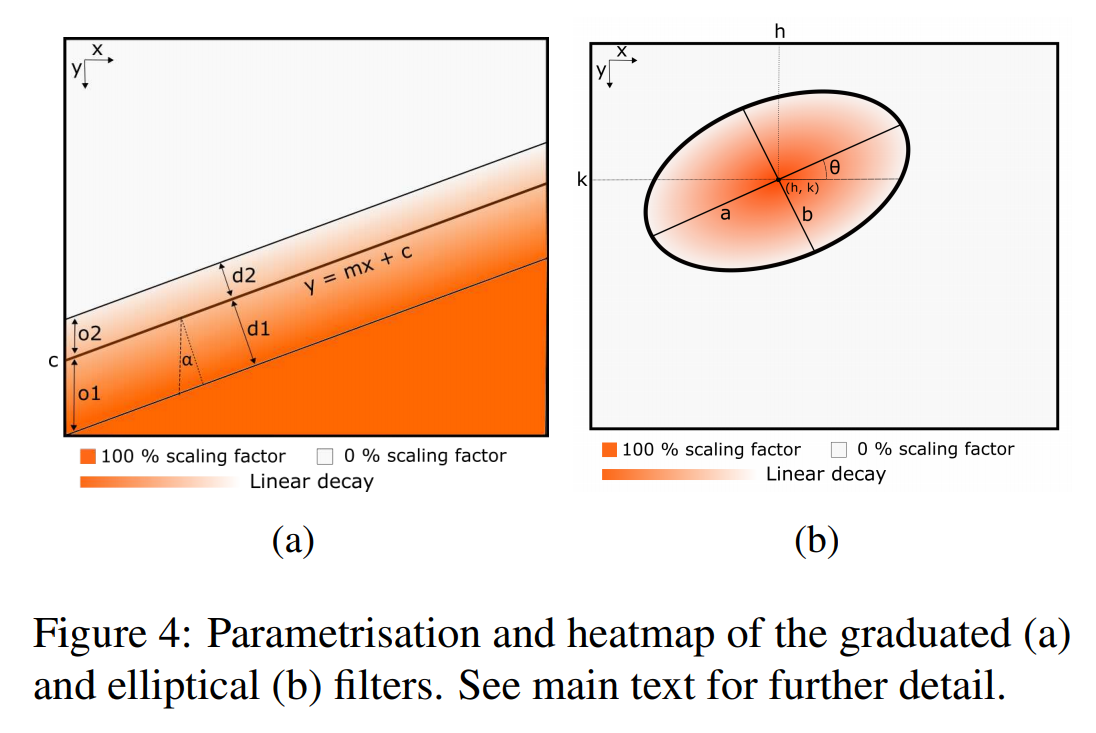 x
y
d2
y = mx + c
o2
d1
c
α
o1
100 % scaling factor
0 % scaling factor
Linear decay
(a)
h
x
y
θ
k
(h, k)
a
b
100 % scaling factor
0 % scaling factor
Linear decay
(b)
Figure 4: Parametrisation and heatmap of the graduated (a)
and elliptical (b) filters. See main text for further detail.